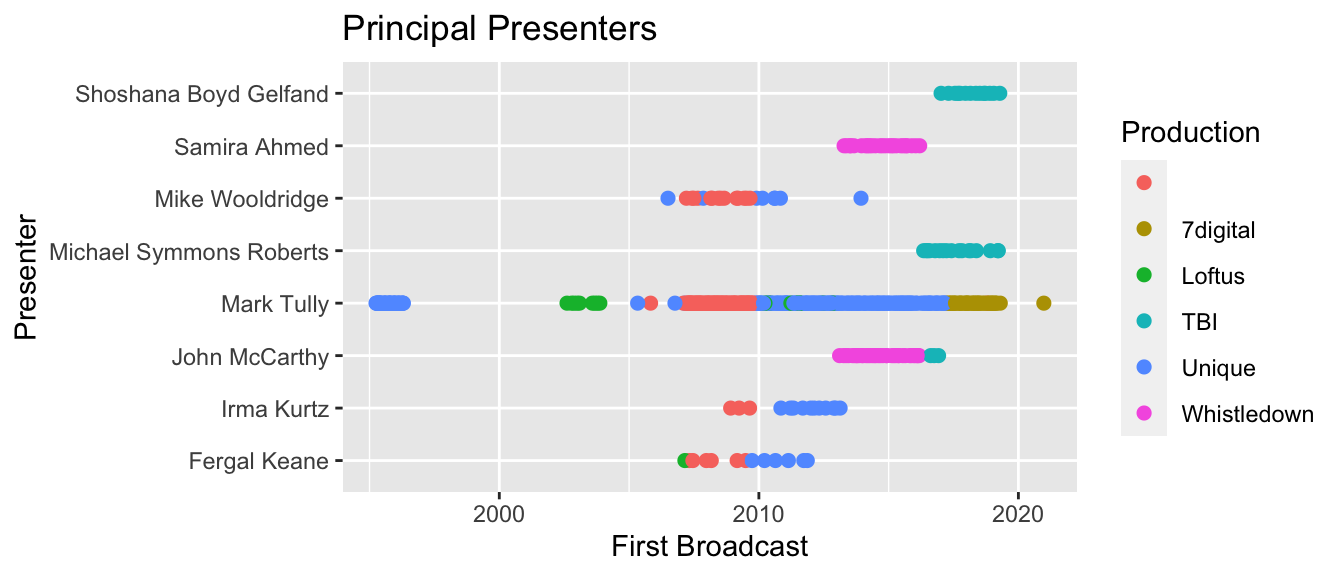 Principal Presenters
Presenter
Shoshana Boyd Gelfand
Samira Ahmed
Mike Wooldridge
Michael Symmons Roberts
Mark Tully
John McCarthy
Irma Kurtz
Fergal Keane
2000 2010 2020
First Broadcast
Production
7digital
Loftus
TBI
Unique
Whistledown